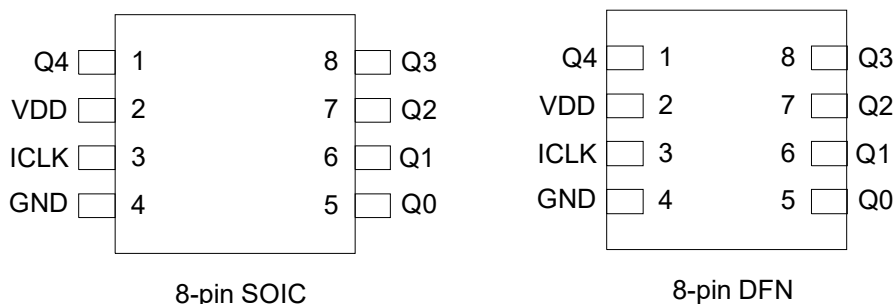 Q4 1 8 Q3
VDD 2 7 Q2
ICLK 3 6 Q1
GND 4 5 Q0
8-pin SOIC
Q4 1 8 Q3
VDD 2 7 Q2
ICLK 3 6 Q1
GND 4 5 Q0
8-pin DFN